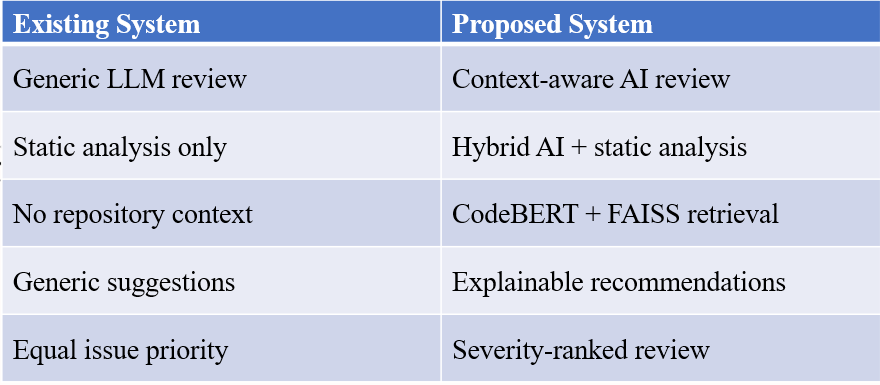 Existing System
Proposed System
Generic LLM review
Context-aware AI review
Static analysis only
Hybrid AI + static analysis
No repository context
CodeBERT + FAISS retrieval
Generic suggestions
Explainable recommendations
Equal issue priority
Severity-ranked review